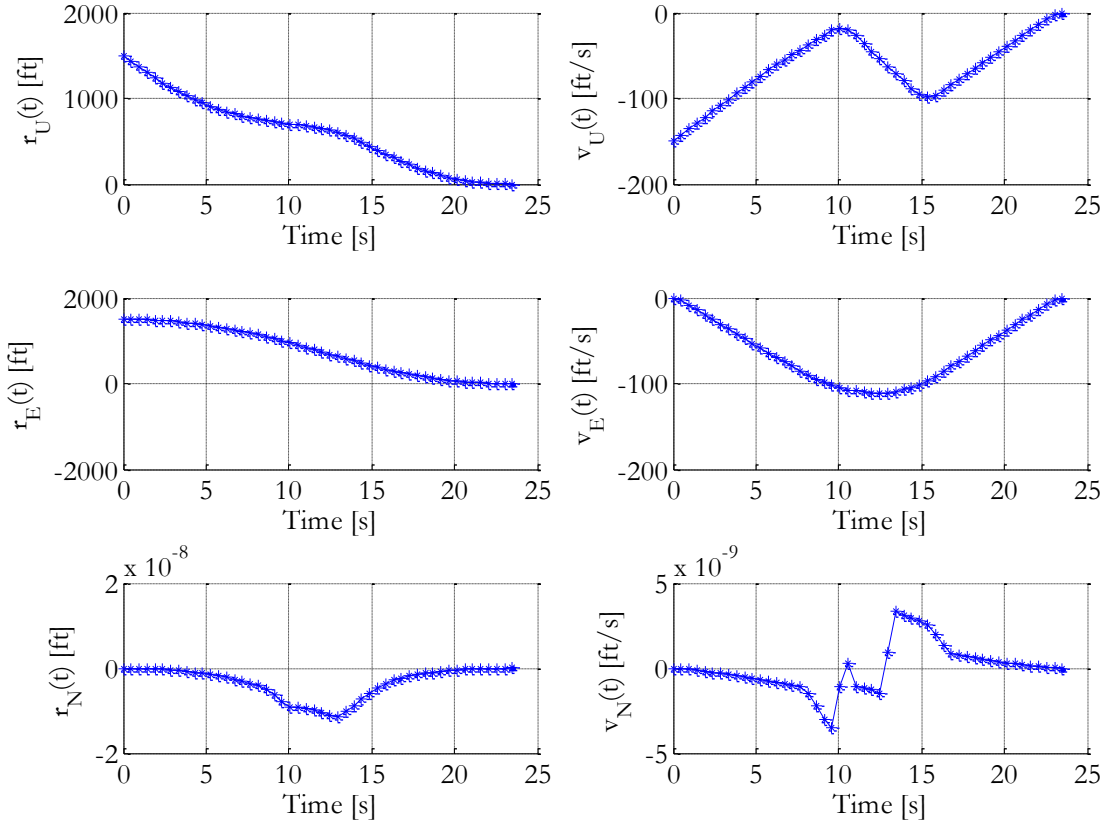 r_U(t) [ft]
2000
1000
0
0 5 10 15 20 25
Time [s]
v_U(t) [ft/s]
0
-100
-200
0 5 10 15 20 25
Time [s]
r_E(t) [ft]
2000
0
-2000
0 5 10 15 20 25
Time [s]
v_E(t) [ft/s]
0
-100
-200
0 5 10 15 20 25
Time [s]
r_N(t) [ft]
x 10^-8
2
0
-2
0 5 10 15 20 25
Time [s]
v_N(t) [ft/s]
x 10^-9
5
0
-5
0 5 10 15 20 25
Time [s]